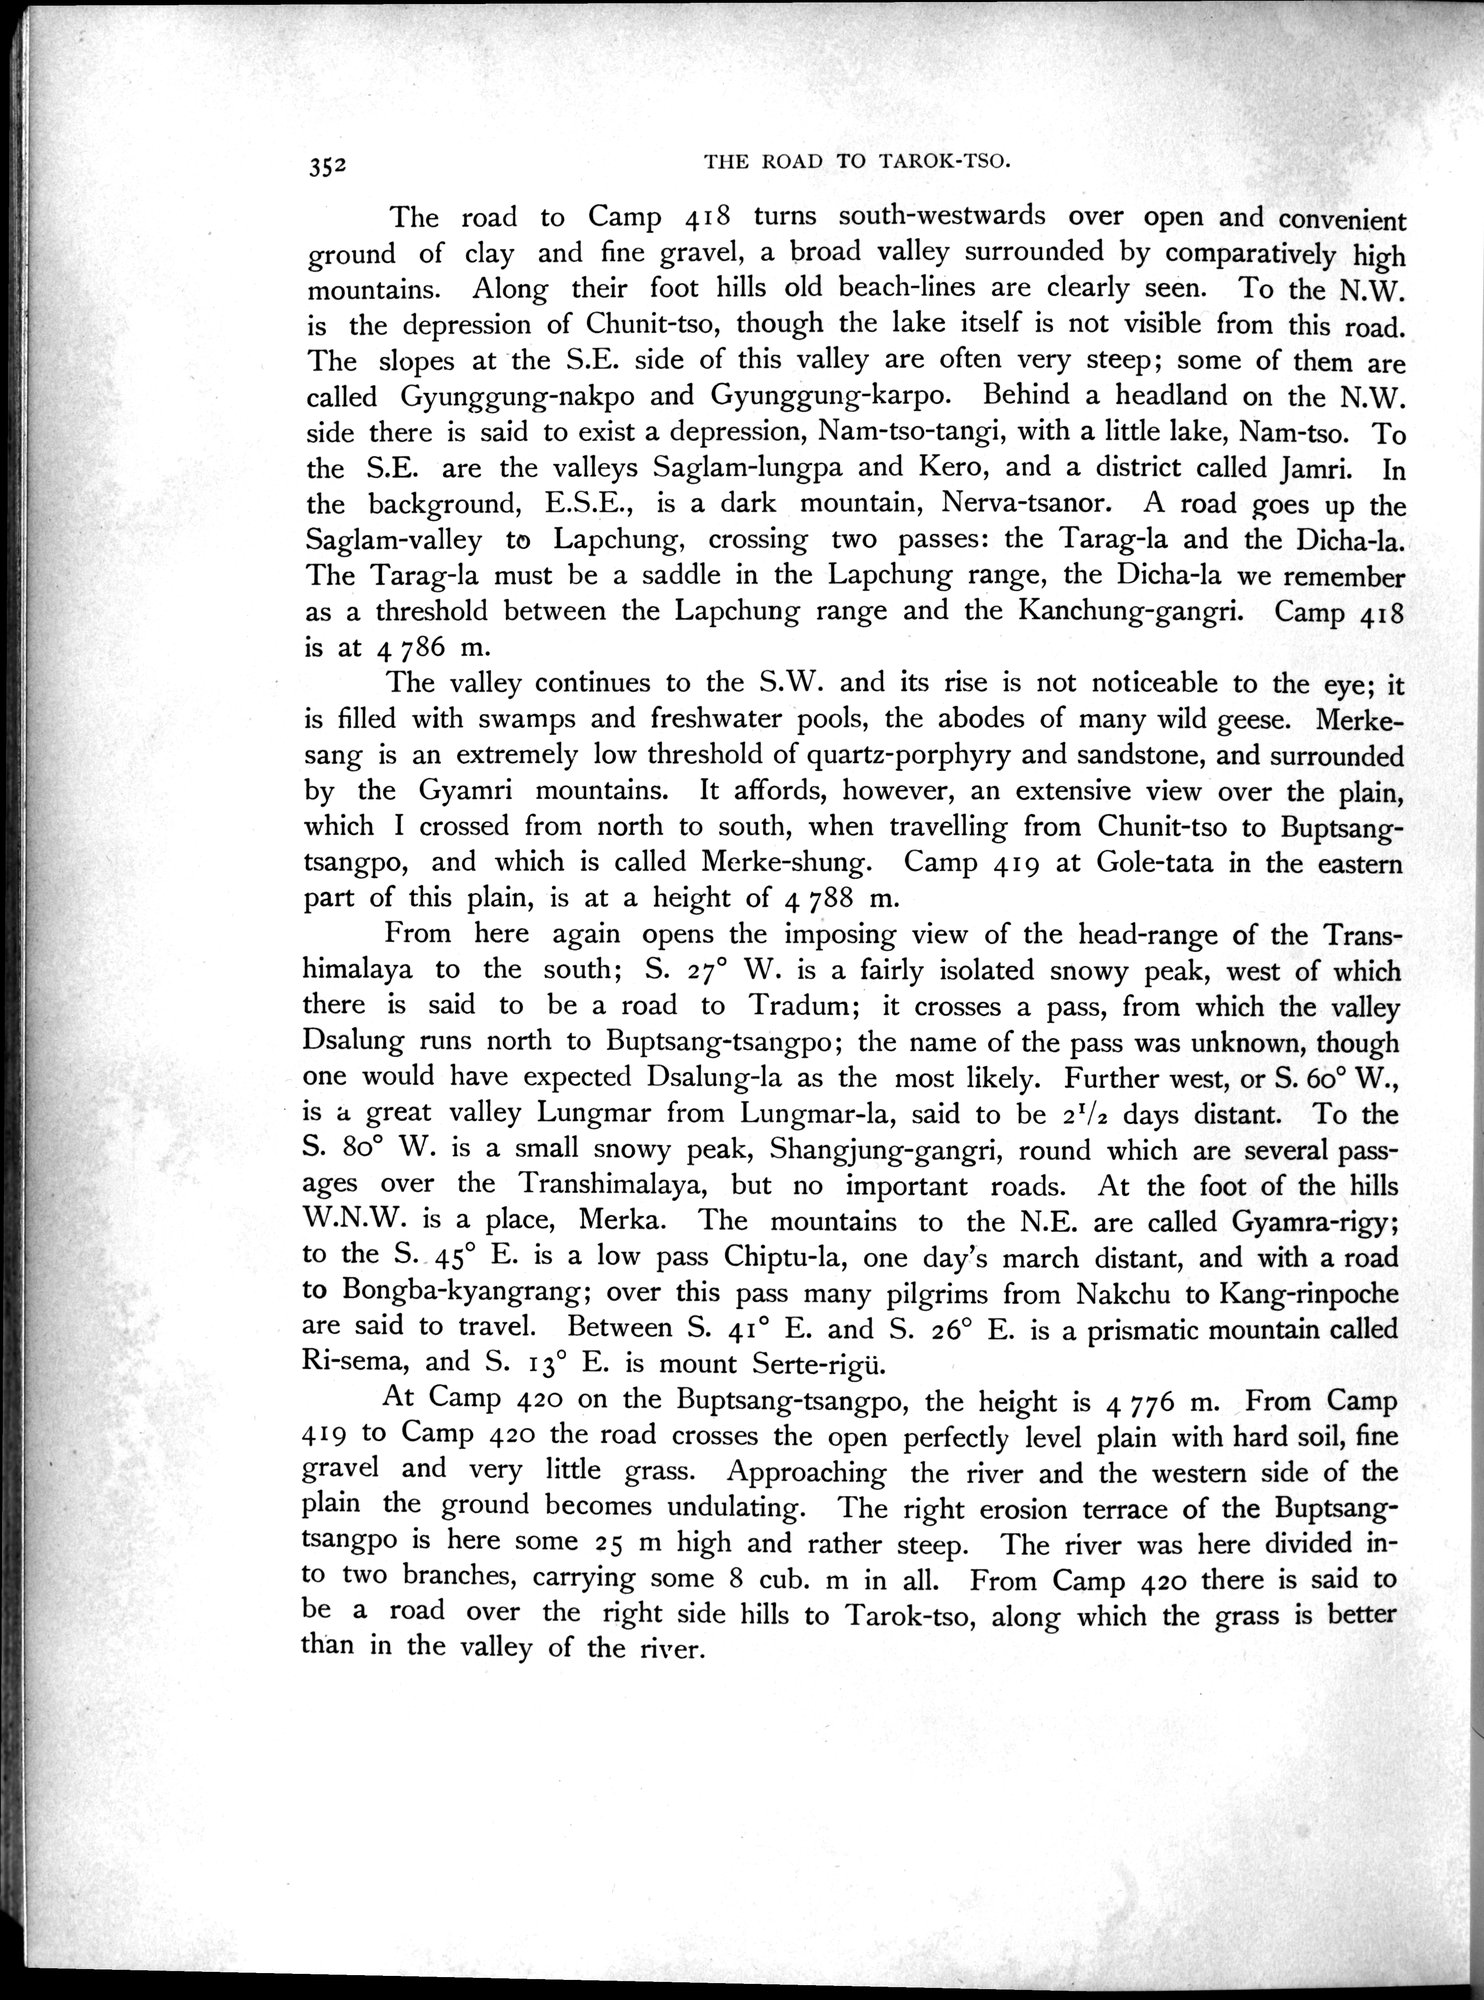 352
THE ROAD TO TAROK-TSO.
The road to Camp 418 turns south-westwards over open and convenient
ground of clay and fine gravel, a broad valley surrounded by comparatively high
mountains. Along their foot hills old beach-lines are clearly seen. To the N.W.
is the depression of Chunit-tso, though the lake itself is not visible from this road.
The slopes at the S.E. side of this valley are often very steep; some of them are
called Gyunggung-nakpo and Gyunggung-karpo. Behind a headland on the N.W.
side there is said to exist a depression, Nam-tso-tangi, with a little lake, Nam-tso. To
the S.E. are the valleys Saglam-lungpa and Kero, and a district called Jamri. In
the background, E.S.E., is a dark mountain, Nerva-tsanor. A road goes up the
Saglam-valley to Lapchung, crossing two passes: the Tarag-la and the Dicha-la.
The Tarag-la must be a saddle in the Lapchung range, the Dicha-la we remember
as a threshold between the Lapchung range and the Kanchung-gangri. Camp 418
is at 4 786 m.
The valley continues to the S.W. and its rise is not noticeable to the eye; it
is filled with swamps and freshwater pools, the abodes of many wild geese. Merke-
sang is an extremely low threshold of quartz-porphyry and sandstone, and surrounded
by the Gyamri mountains. It affords, however, an extensive view over the plain,
which I crossed from north to south, when travelling from Chunit-tso to Buptsang-
tsangpo, and which is called Merke-shung. Camp 419 at Gole-tata in the eastern
part of this plain, is at a height of 4 788 m.
From here again opens the imposing view of the head-range of the Trans-
himalaya to the south; S. 27° W. is a fairly isolated snowy peak, west of which
there is said to be a road to Tradum; it crosses a pass, from which the valley
Dsalung runs north to Buptsang-tsangpo; the name of the pass was unknown, though
one would have expected Dsalung-la as the most likely. Further west, or S. 60° W.,
is a great valley Lungmar from Lungmar-la, said to be 2 1/2 days distant. To the
S. 80° W. is a small snowy peak, Shangjung-gangri, round which are several pass-
ages over the Transhimalaya, but no important roads. At the foot of the hills
W.N.W. is a place, Merka. The mountains to the N.E. are called Gyamra-rigy;
to the S. 45° E. is a low pass Chiptu-la, one day's march distant, and with a road
to Bongba-kyangrang; over this pass many pilgrims from Nakchu to Kang-rinpoche
are said to travel. Between S. 41° E. and S. 26° E. is a prismatic mountain called
Ri-sema, and S. 13° E. is mount Serte-rigü.
At Camp 420 on the Buptsang-tsangpo, the height is 4 776 m. From Camp
419 to Camp 420 the road crosses the open perfectly level plain with hard soil, fine
gravel and very little grass. Approaching the river and the western side of the
plain the ground becomes undulating. The right erosion terrace of the Buptsang-
tsangpo is here some 25 m high and rather steep. The river was here divided in-
to two branches, carrying some 8 cub. m in all. From Camp 420 there is said to
be a road over the right side hills to Tarok-tso, along which the grass is better
than in the valley of the river.